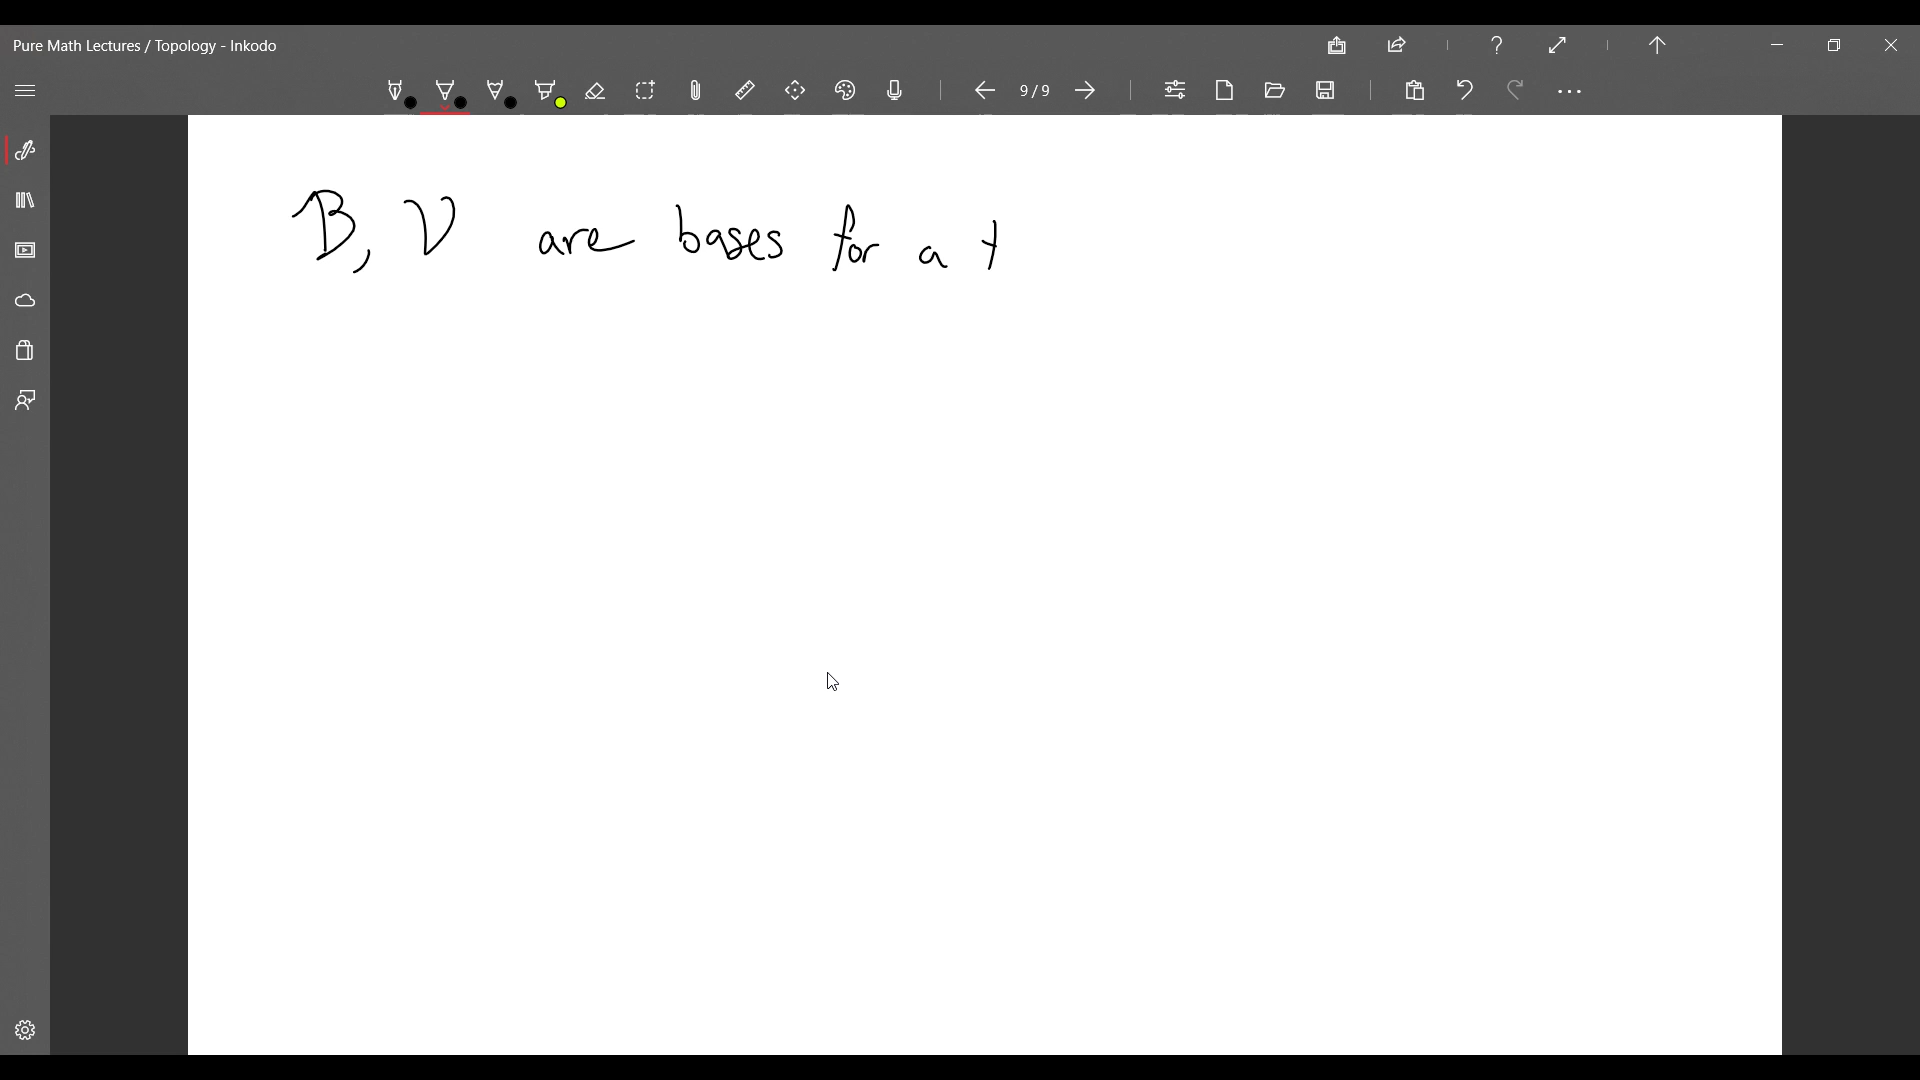 Pure Math Lectures / Topology - Inkodo
9 / 9
B, V are bases for a t